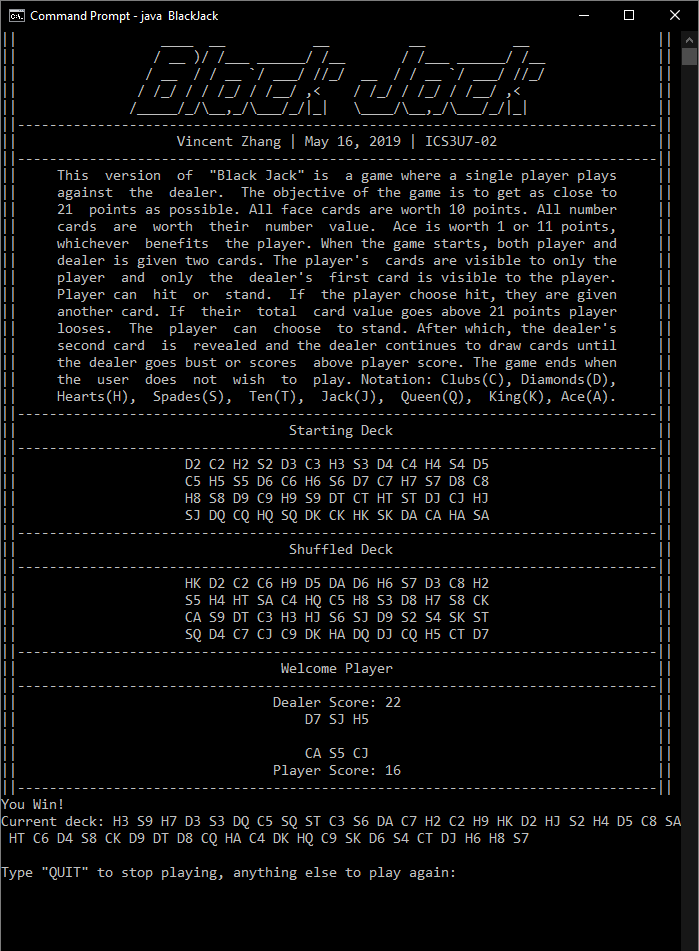 Command Prompt - java  BlackJack
Black Jack
Vincent Zhang | May 16, 2019 | ICS3U7-02
This  version  of  "Black Jack" is  a game where a single player plays
against  the  dealer.  The objective of the game is to get as close to
21  points as possible. All face cards are worth 10 points. All number
cards  are  worth  their  number  value.  Ace is worth 1 or 11 points,
whichever  benefits  the player. When the game starts, both player and
dealer is given two cards. The player's  cards are visible to only the
player  and  only  the  dealer's  first card is visible to the player.
Player can  hit  or  stand.  If  the player choose hit, they are given
another card. If  their  total  card value goes above 21 points player
looses.  The  player  can  choose  to stand. After which, the dealer's
second card  is  revealed and the dealer continues to draw cards until
the dealer goes bust or scores  above player score. The game ends when
the  user  does  not  wish  to  play. Notation: Clubs(C), Diamonds(D),
Hearts(H),  Spades(S),  Ten(T),  Jack(J),  Queen(Q),  King(K), Ace(A).
Starting Deck
D2 C2 H2 S2 D3 C3 H3 S3 D4 C4 H4 S4 D5
C5 H5 S5 D6 C6 H6 S6 D7 C7 H7 S7 D8 C8
H8 S8 D9 C9 H9 S9 DT CT HT ST DJ CJ HJ
SJ DQ CQ HQ SQ DK CK HK SK DA CA HA SA
Shuffled Deck
HK D2 C2 C6 H9 D5 DA D6 H6 S7 D3 C8 H2
S5 H4 HT SA C4 HQ C5 H8 S3 D8 H7 S8 CK
CA S9 DT C3 H3 HJ S6 SJ D9 S2 S4 SK ST
SQ D4 C7 CJ C9 DK HA DQ DJ CQ H5 CT D7
Welcome Player
Dealer Score: 22
D7 SJ H5
CA S5 CJ
Player Score: 16
You Win!
Current deck: H3 S9 H7 D3 S3 DQ C5 SQ ST C3 S6 DA C7 H2 C2 H9 HK D2 HJ S2 H4 D5 C8 SA
HT C6 D4 S8 CK D9 DT D8 CQ HA C4 DK HQ C9 SK D6 S4 CT DJ H6 H8 S7
Type "QUIT" to stop playing, anything else to play again: